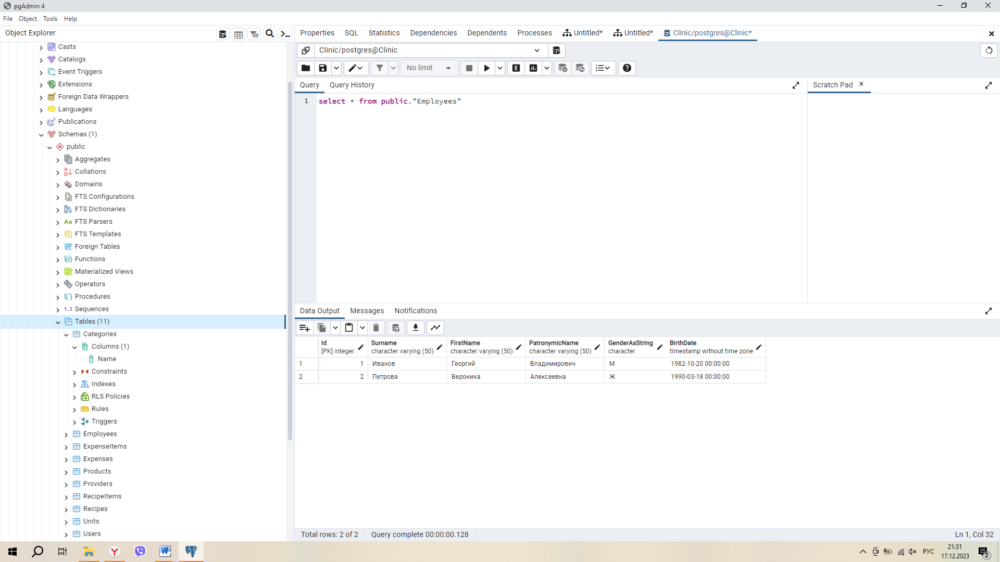 pgAdmin 4
File Object Tools Help
Object Explorer
Properties SQL Statistics Dependencies Dependents Processes Untitled* Untitled* Clinic/postgres@Clinic*
Casts
Catalogs
Event Triggers
Extensions
Foreign Data Wrappers
Languages
Publications
Schemas (1)
public
Aggregates
Collations
Domains
FTS Configurations
FTS Dictionaries
Aa FTS Parsers
FTS Templates
Foreign Tables
Functions
Materialized Views
Operators
Procedures
1..3 Sequences
Tables (11)
Categories
Columns (1)
Name
Constraints
Indexes
RLS Policies
Rules
Triggers
Employees
ExpenseItems
Expenses
Products
Providers
RecipeItems
Recipes
Units
Users
Clinic/postgres@Clinic
No limit E
Query Query History
Scratch Pad
1 select * from public."Employees"
Data Output Messages Notifications
Id Surname FirstName PatronymicName GenderAsString BirthDate
[PK] integer character varying (50) character varying (50) character varying (50) character timestamp without time zone
1 1 Иванов Георгий Владимирович М 1982-10-20 00:00:00
2 2 Петрова Вероника Алексеевна Ж 1990-03-18 00:00:00
Total rows: 2 of 2 Query complete 00:00:00.128 Ln 1, Col 32
РУС
21:31
17.12.2023
2